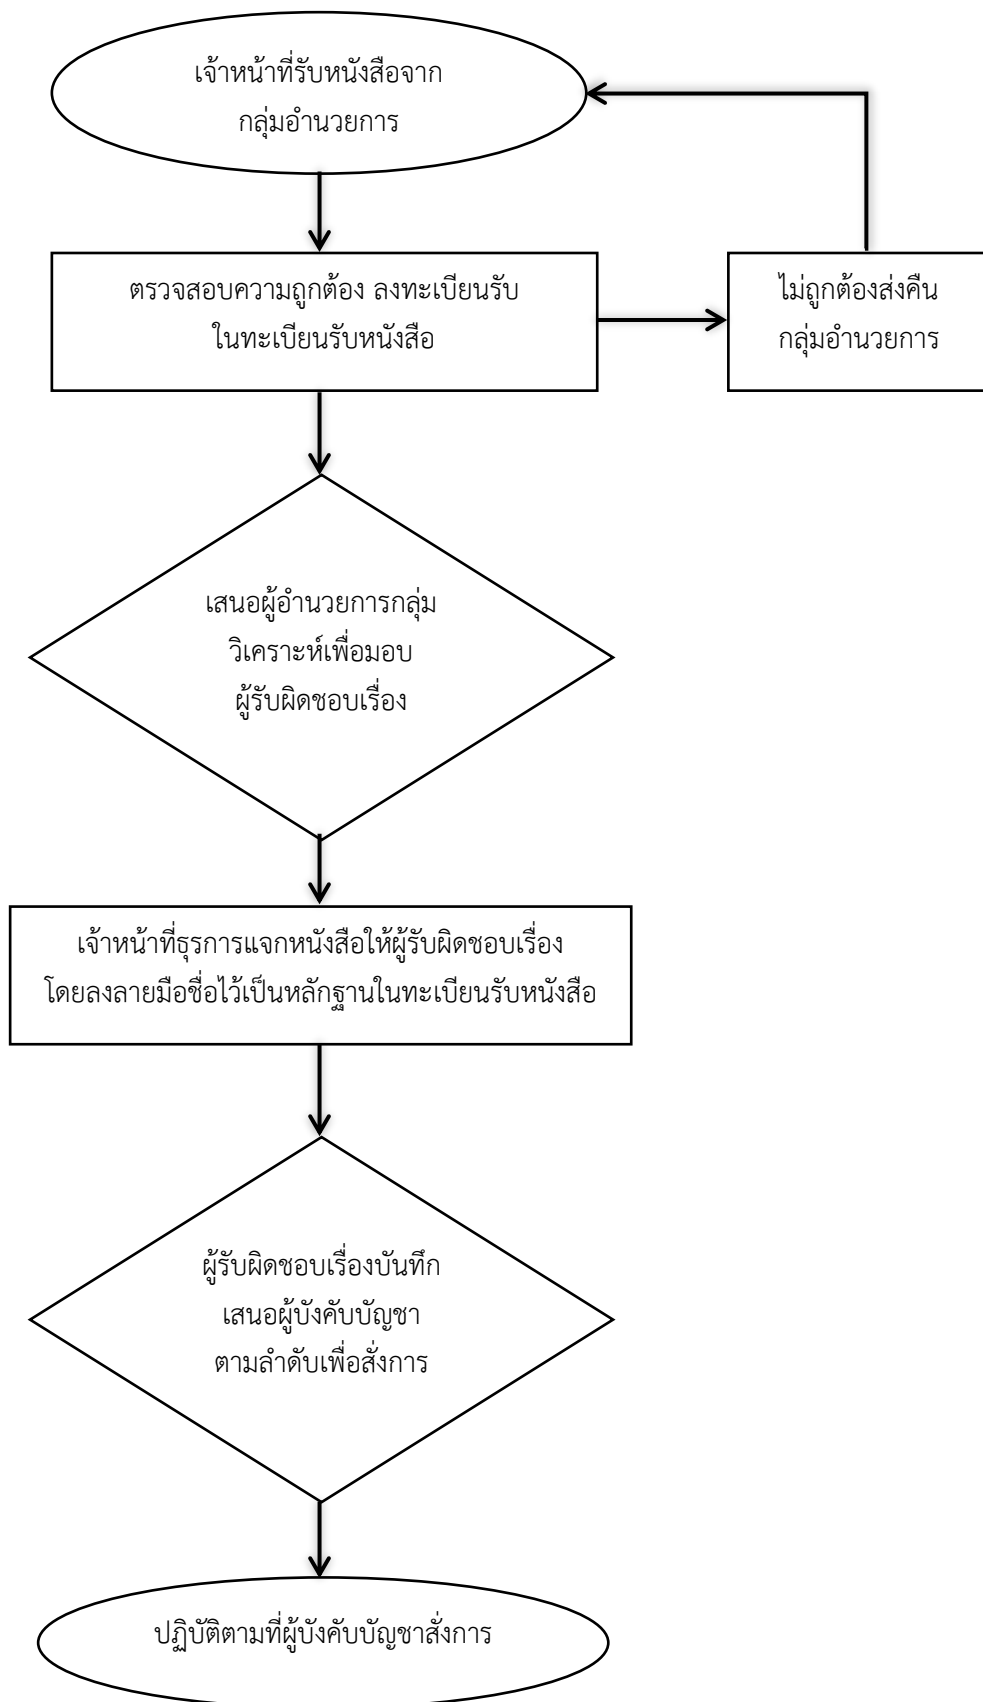 เจ้าหน้าที่รับหนังสือจาก
กลุ่มอำนวยการ
ตรวจสอบความถูกต้อง ลงทะเบียนรับ
ในทะเบียนรับหนังสือ
ไม่ถูกต้องส่งคืน
กลุ่มอำนวยการ
เสนอผู้อำนวยการกลุ่ม
วิเคราะห์เพื่อมอบ
ผู้รับผิดชอบเรื่อง
เจ้าหน้าที่ธุรการแจกหนังสือให้ผู้รับผิดชอบเรื่อง
โดยลงลายมือชื่อไว้เป็นหลักฐานในทะเบียนรับหนังสือ
ผู้รับผิดชอบเรื่องบันทึก
เสนอผู้บังคับบัญชา
ตามลำดับเพื่อสั่งการ
ปฏิบัติตามที่ผู้บังคับบัญชาสั่งการ